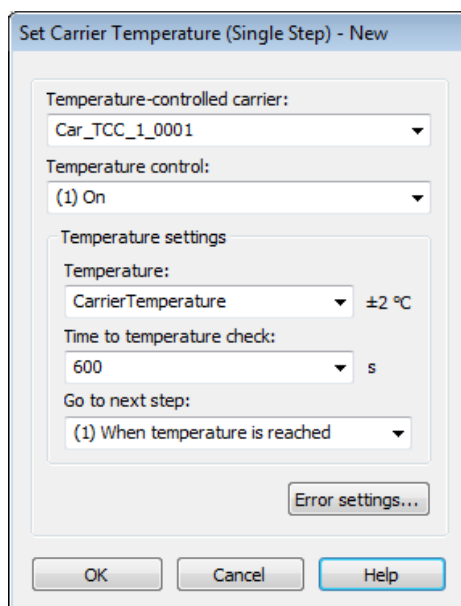 Set Carrier Temperature (Single Step) - New
Temperature-controlled carrier:
Car_TCC_1_0001
Temperature control:
(1) On
Temperature settings
Temperature:
CarrierTemperature ±2 ºC
Time to temperature check:
600 s
Go to next step:
(1) When temperature is reached
Error settings...
OK Cancel Help